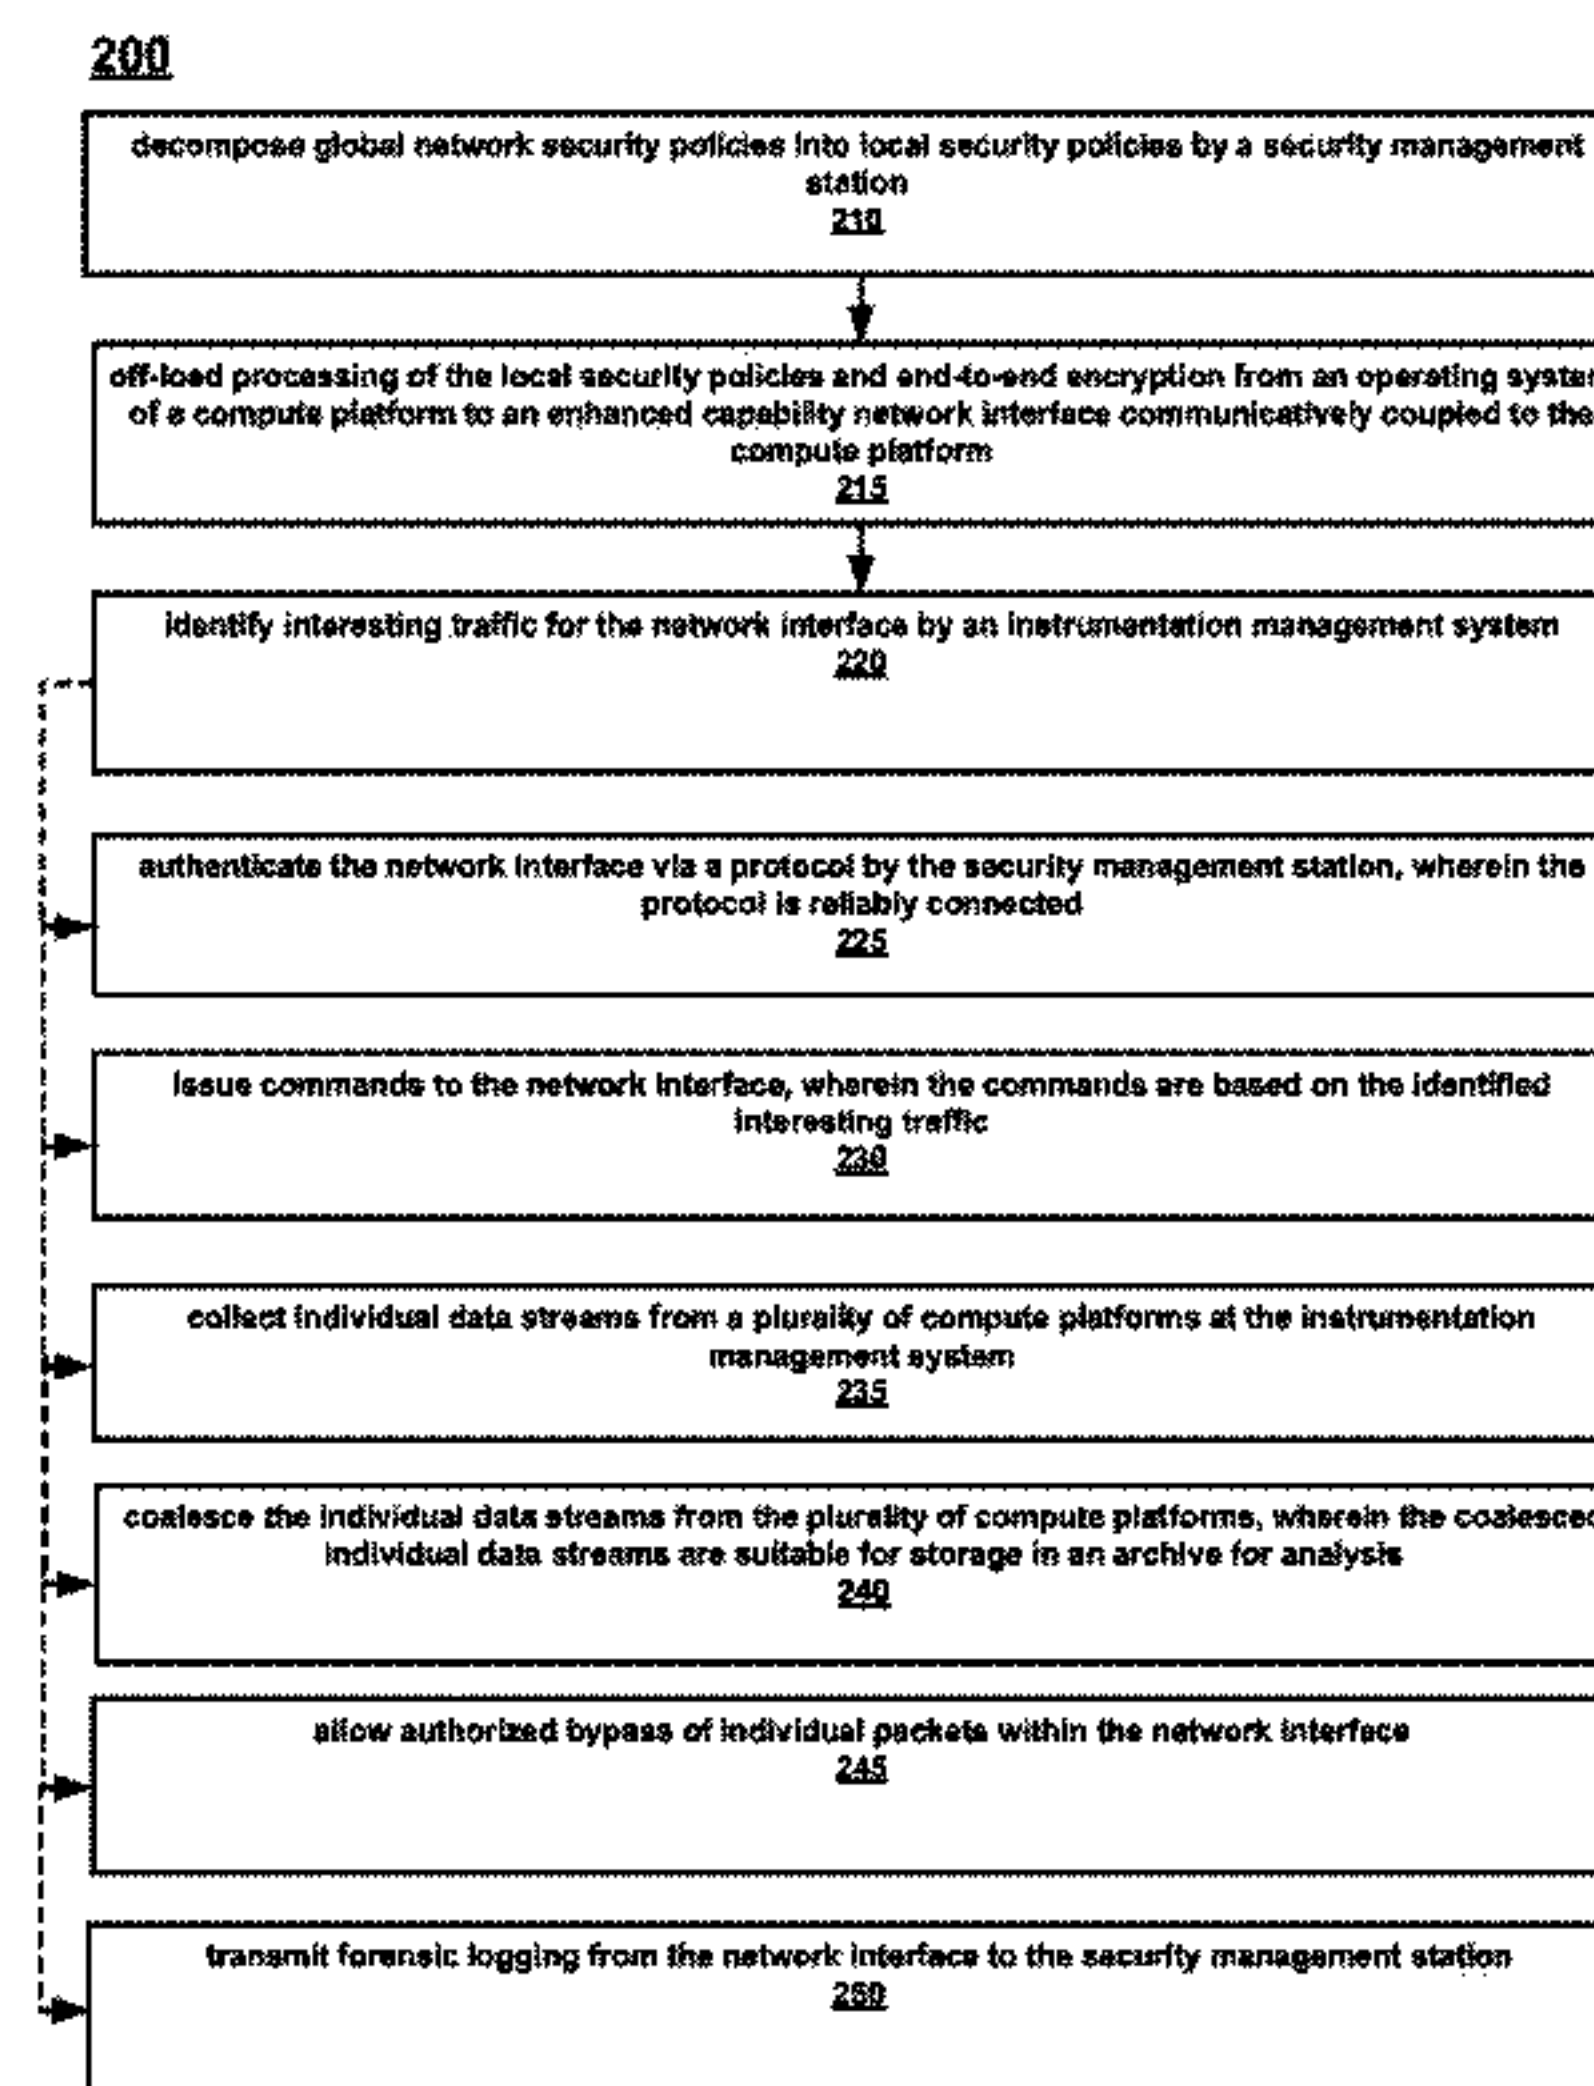 200
decompose global network security policies into local security policies by a security management
station
210
off-load processing of the local security policies and end-to-end encryption from an operating system
of a compute platform to an enhanced capability network interface communicatively coupled to the
compute platform
215
identify interesting traffic for the network interface by an instrumentation management system
220
authenticate the network interface via a protocol by the security management station, wherein the
protocol is reliably connected
225
issue commands to the network interface, wherein the commands are based on the identified
interesting traffic
230
collect individual data streams from a plurality of compute platforms at the instrumentation
management system
235
coalesce the individual data streams from the plurality of compute platforms, wherein the coalesced
individual data streams are suitable for storage in an archive for analysis
240
allow authorized bypass of individual packets within the network interface
245
transmit forensic logging from the network interface to the security management station
250